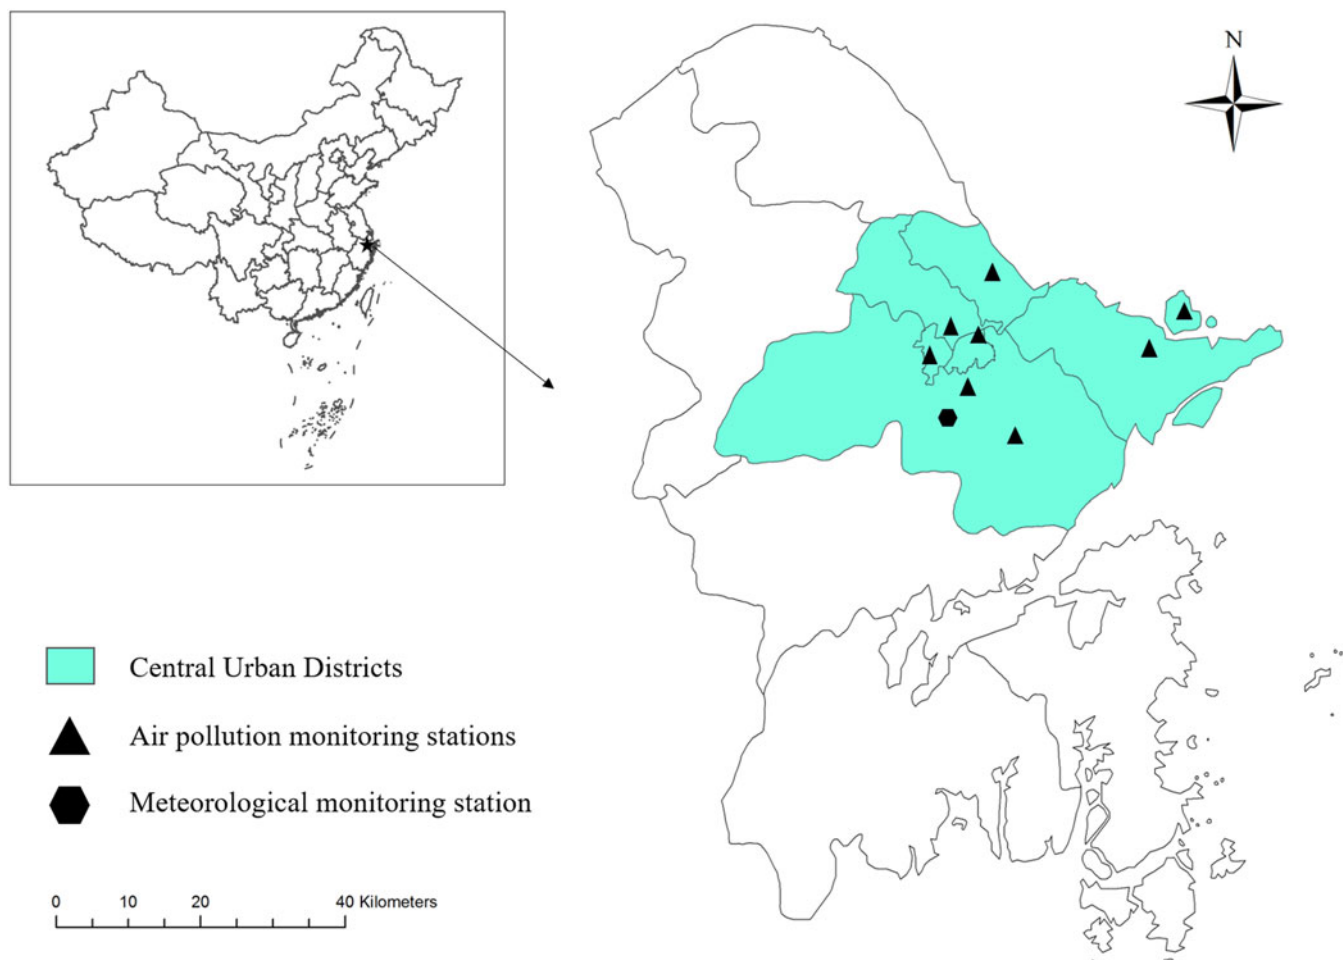 N
Central Urban Districts
Air pollution monitoring stations
Meteorological monitoring station
0 10 20 40 Kilometers